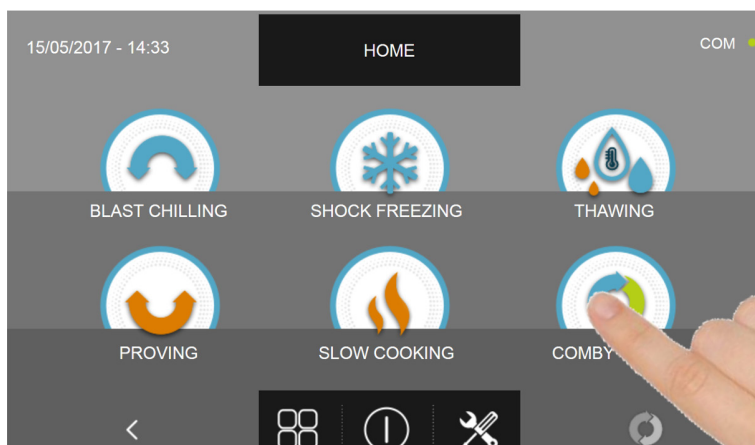 15/05/2017 - 14:33
HOME
COM
BLAST CHILLING
SHOCK FREEZING
THAWING
PROVING
SLOW COOKING
COMBY